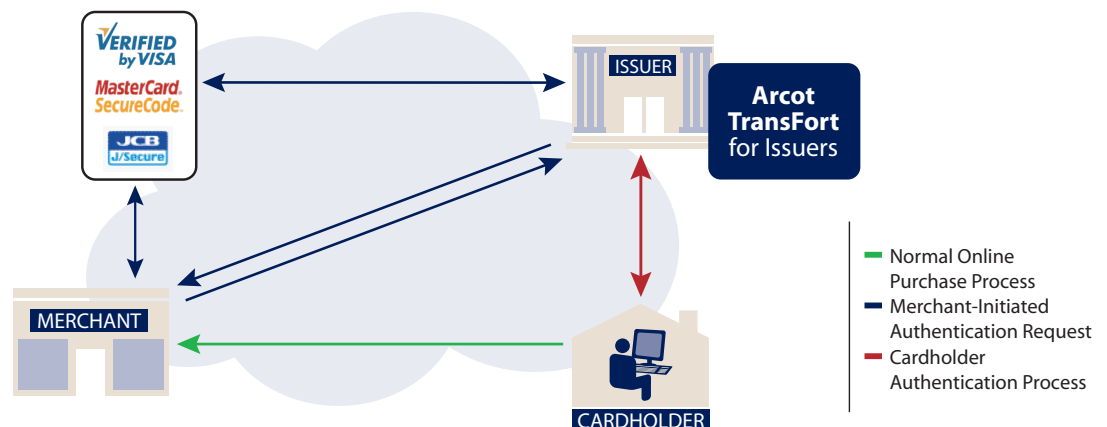 VERIFIED
by VISA
MasterCard.
SecureCode.
JCB
J/Secure
ISSUER
Arcot
TransFort
for Issuers
MERCHANT
CARDHOLDER
Normal Online
Purchase Process
Merchant-Initiated
Authentication Request
Cardholder
Authentication Process